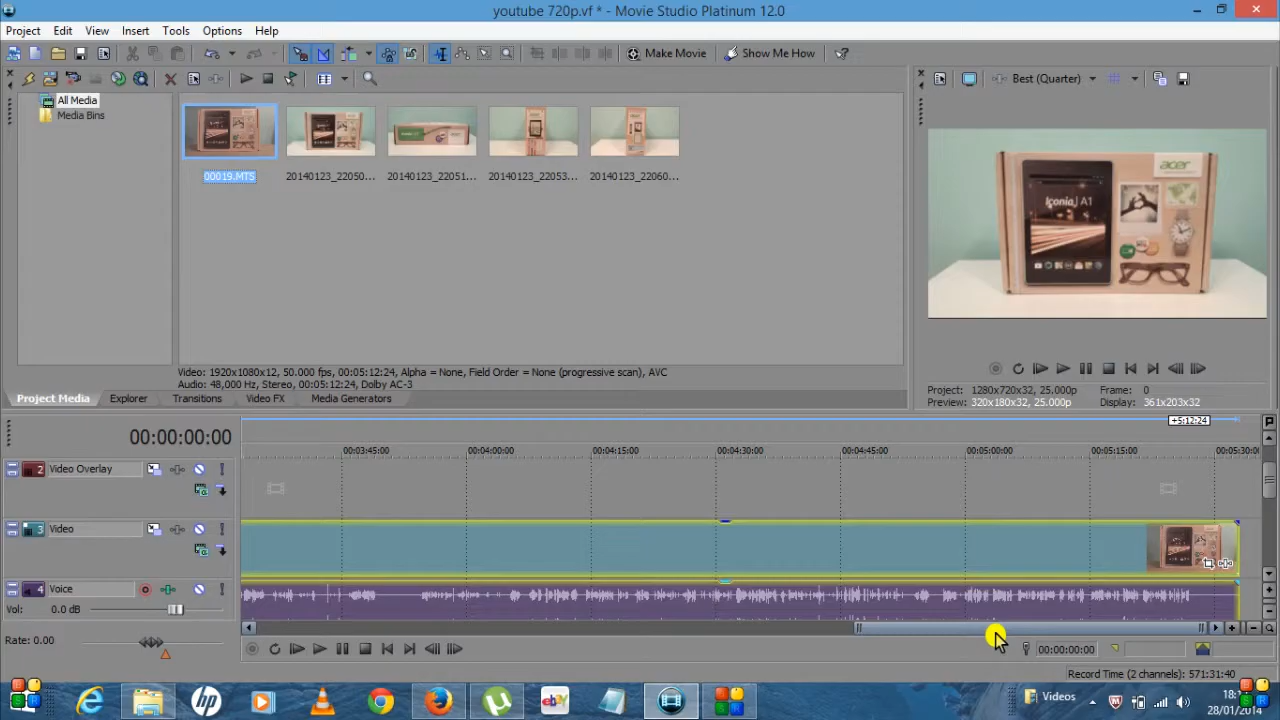 youtube 720p.vf * - Movie Studio Platinum 12.0
Project Edit View Insert Tools Options Help
Make Movie Show Me How
All Media
Media Bins
00019.MTS 20140123_22050... 20140123_22051... 20140123_22053... 20140123_22060...
Best (Quarter)
acer
Iconia A1
Video: 1920x1080x12, 50.000 fps, 00:05:12:24, Alpha = None, Field Order = None (progressive scan), AVC
Audio: 48,000 Hz, Stereo, 00:05:12:24, Dolby AC-3
Project Media Explorer Transitions Video FX Media Generators
Project: 1280x720x32, 25.000p Frame: 0
Preview: 320x180x32, 25.000p Display: 361x203x32
+5:12:24
00:00:00:00
00:03:45:00 00:04:00:00 00:04:15:00 00:04:30:00 00:04:45:00 00:05:00:00 00:05:15:00 00:05:30:00
2 Video Overlay
3 Video
4 Voice
Vol: 0.0 dB
Rate: 0.00
00:00:00:00
Record Time (2 channels): 571:31:40
Videos
28/01/2014